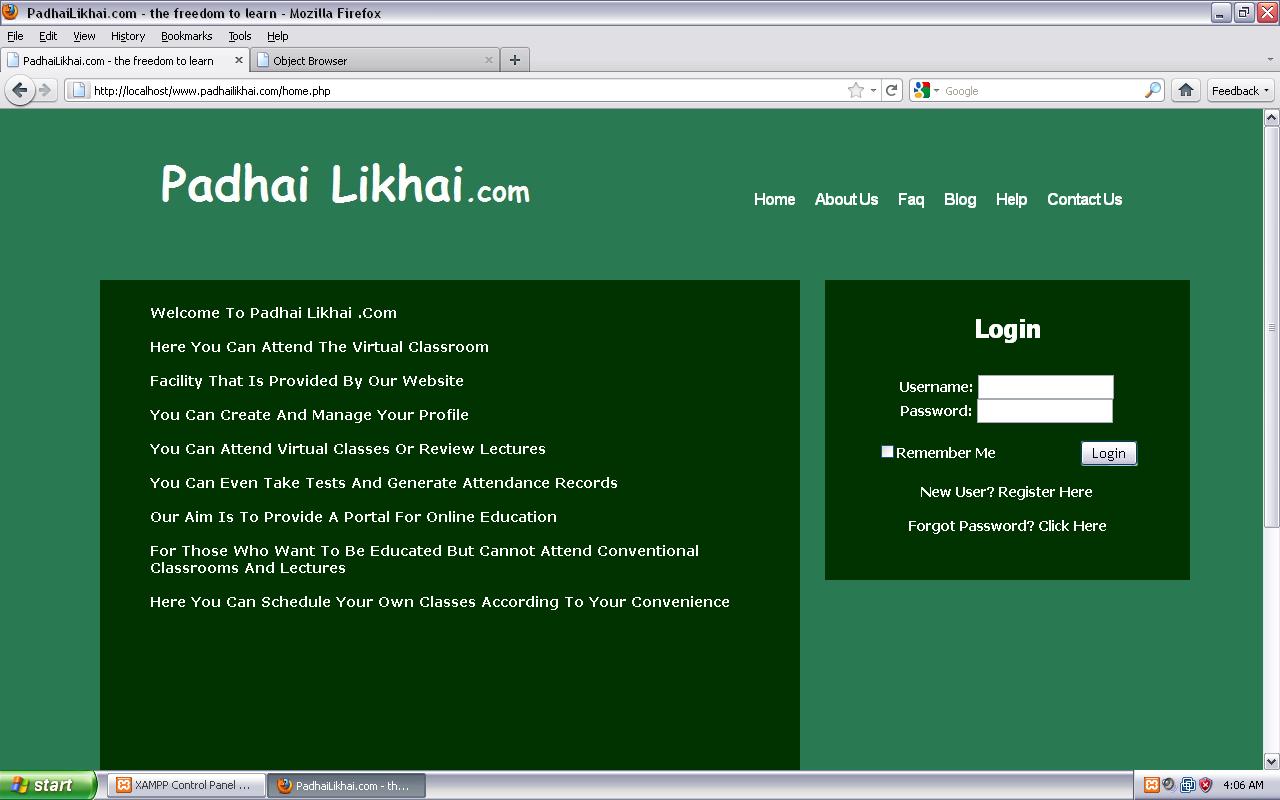 PadhaiLikhai.com - the freedom to learn - Mozilla Firefox
File Edit View History Bookmarks Tools Help
PadhaiLikhai.com - the freedom to learn
Object Browser
http://localhost/www.padhailikhai.com/home.php
Google
Feedback
Padhai Likhai.com
Home About Us Faq Blog Help Contact Us
Welcome To Padhai Likhai .Com
Here You Can Attend The Virtual Classroom
Facility That Is Provided By Our Website
You Can Create And Manage Your Profile
You Can Attend Virtual Classes Or Review Lectures
You Can Even Take Tests And Generate Attendance Records
Our Aim Is To Provide A Portal For Online Education
For Those Who Want To Be Educated But Cannot Attend Conventional
Classrooms And Lectures
Here You Can Schedule Your Own Classes According To Your Convenience
Login
Username:
Password:
Remember Me
Login
New User? Register Here
Forgot Password? Click Here
start
XAMPP Control Panel ...
PadhaiLikhai.com - th...
4:06 AM